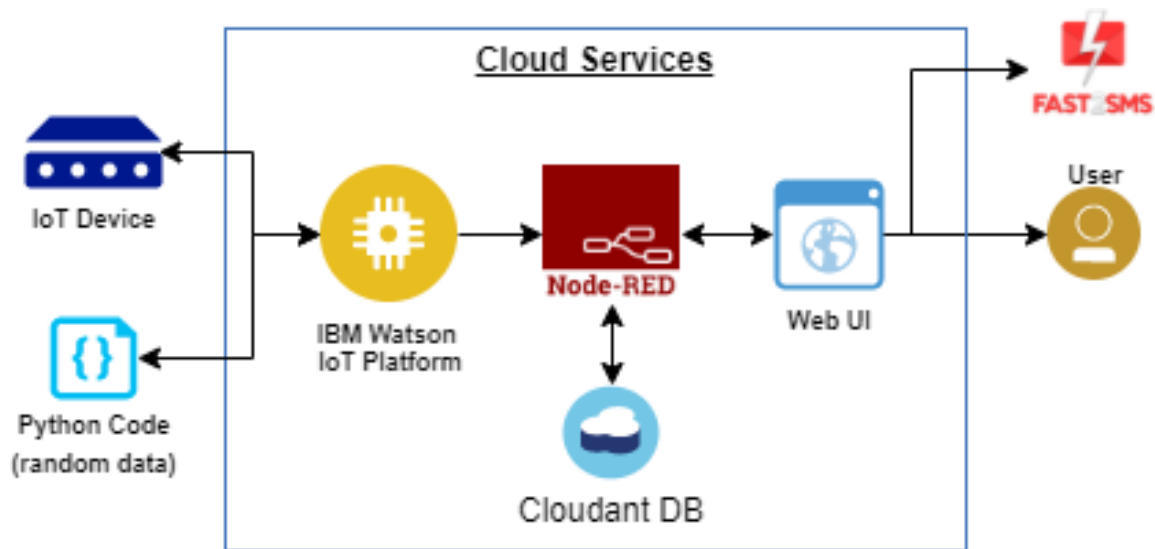 Cloud Services
FAST2SMS
IoT Device
User
Node-RED
IBM Watson
IoT Platform
Web UI
Python Code
(random data)
Cloudant DB